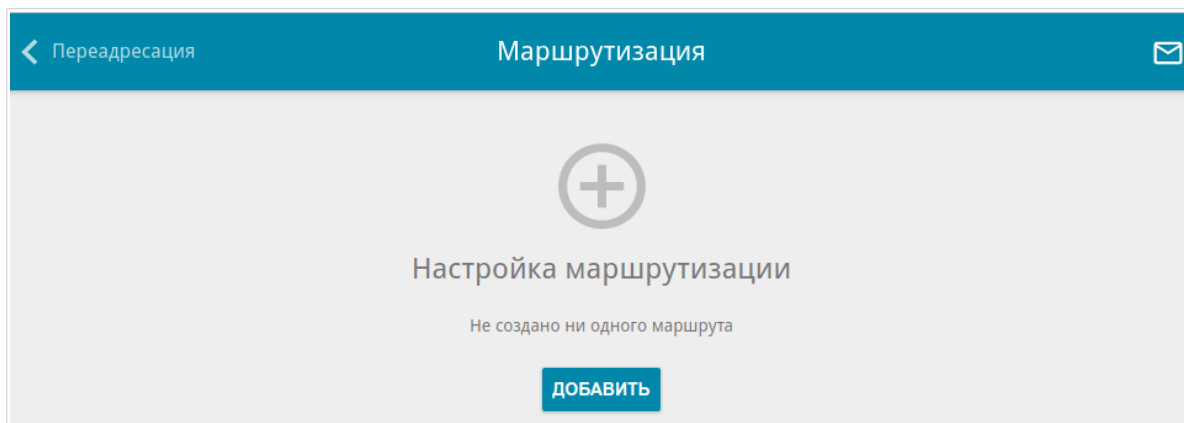 Переадресация
Маршрутизация
Настройка маршрутизации
Не создано ни одного маршрута
ДОБАВИТЬ